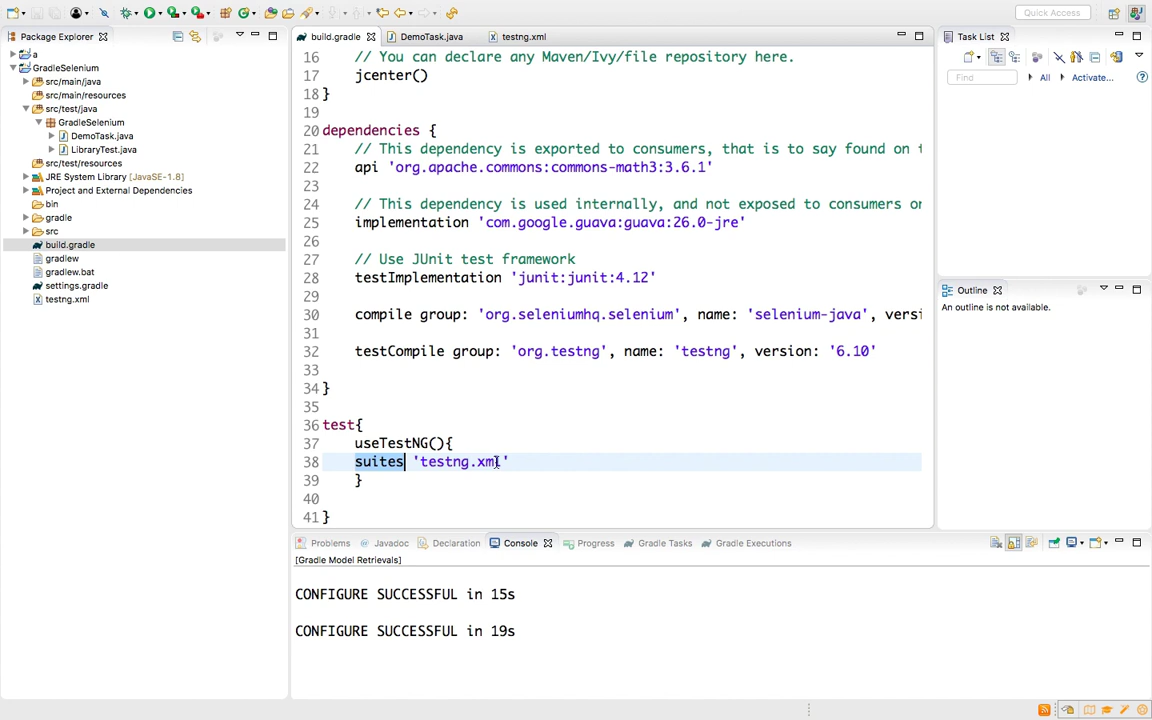 Quick Access
Package Explorer
build.gradle
DemoTask.java
testng.xml
Task List
a
GradleSelenium
src/main/java
src/main/resources
src/test/java
GradleSelenium
DemoTask.java
LibraryTest.java
src/test/resources
JRE System Library [JavaSE-1.8]
Project and External Dependencies
bin
gradle
src
build.gradle
gradlew
gradlew.bat
settings.gradle
testng.xml
16 // You can declare any Maven/Ivy/file repository here.
17 jcenter()
18 }
19
20 dependencies {
21 // This dependency is exported to consumers, that is to say found on t
22 api 'org.apache.commons:commons-math3:3.6.1'
23
24 // This dependency is used internally, and not exposed to consumers on
25 implementation 'com.google.guava:guava:26.0-jre'
26
27 // Use JUnit test framework
28 testImplementation 'junit:junit:4.12'
29
30 compile group: 'org.seleniumhq.selenium', name: 'selenium-java', versi
31
32 testCompile group: 'org.testng', name: 'testng', version: '6.10'
33
34 }
35
36 test{
37 useTestNG(){
38 suites 'testng.xml'
39 }
40
41 }
Find
All
Activate...
Outline
An outline is not available.
Problems
Javadoc
Declaration
Console
Progress
Gradle Tasks
Gradle Executions
[Gradle Model Retrievals]
CONFIGURE SUCCESSFUL in 15s
CONFIGURE SUCCESSFUL in 19s